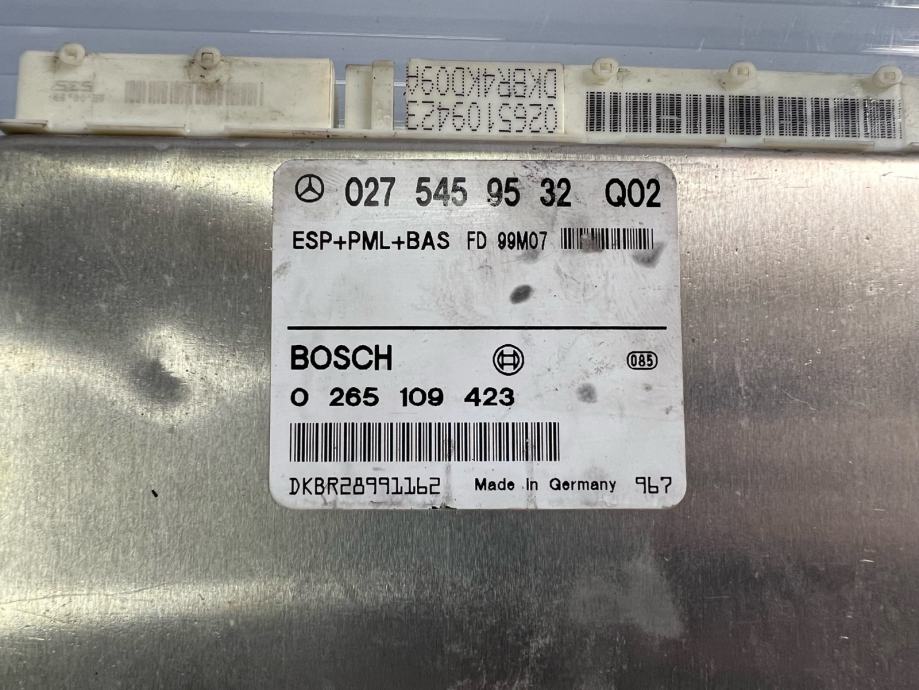 DKBR4KD09A
0265109423
027 545 95 32 Q02
ESP+PML+BAS FD 99M07
BOSCH
085
0 265 109 423
DKBR28991162 Made in Germany 967